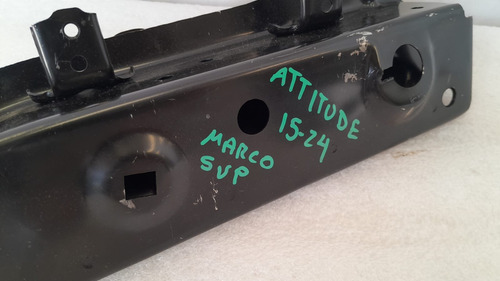 ATTITUDE
15-24
MARCO
SUP